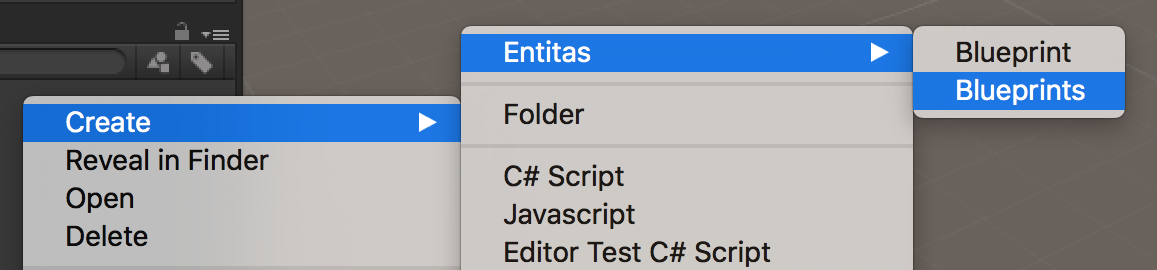 Create
Reveal in Finder
Open
Delete
Entitas
Folder
C# Script
Javascript
Editor Test C# Script
Blueprint
Blueprints